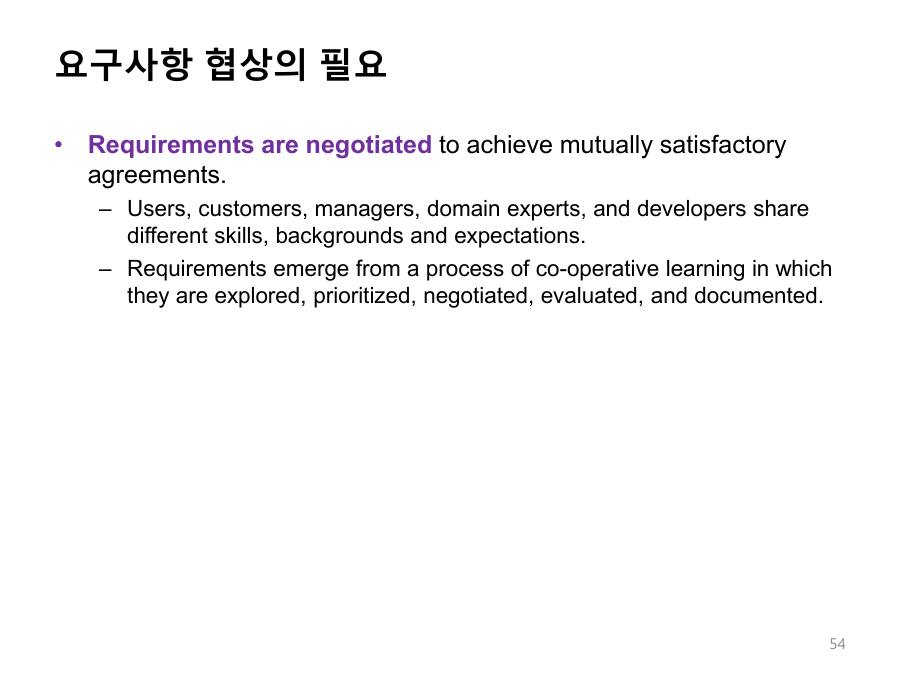 요구사항 협상의 필요
• Requirements are negotiated to achieve mutually satisfactory
agreements.
– Users, customers, managers, domain experts, and developers share
different skills, backgrounds and expectations.
– Requirements emerge from a process of co-operative learning in which
they are explored, prioritized, negotiated, evaluated, and documented.
54